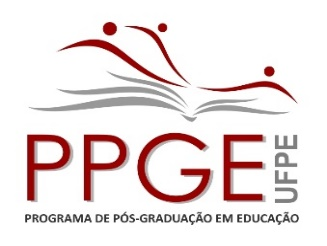 PPGE
UFPE
PROGRAMA DE PÓS-GRADUAÇÃO EM EDUCAÇÃO